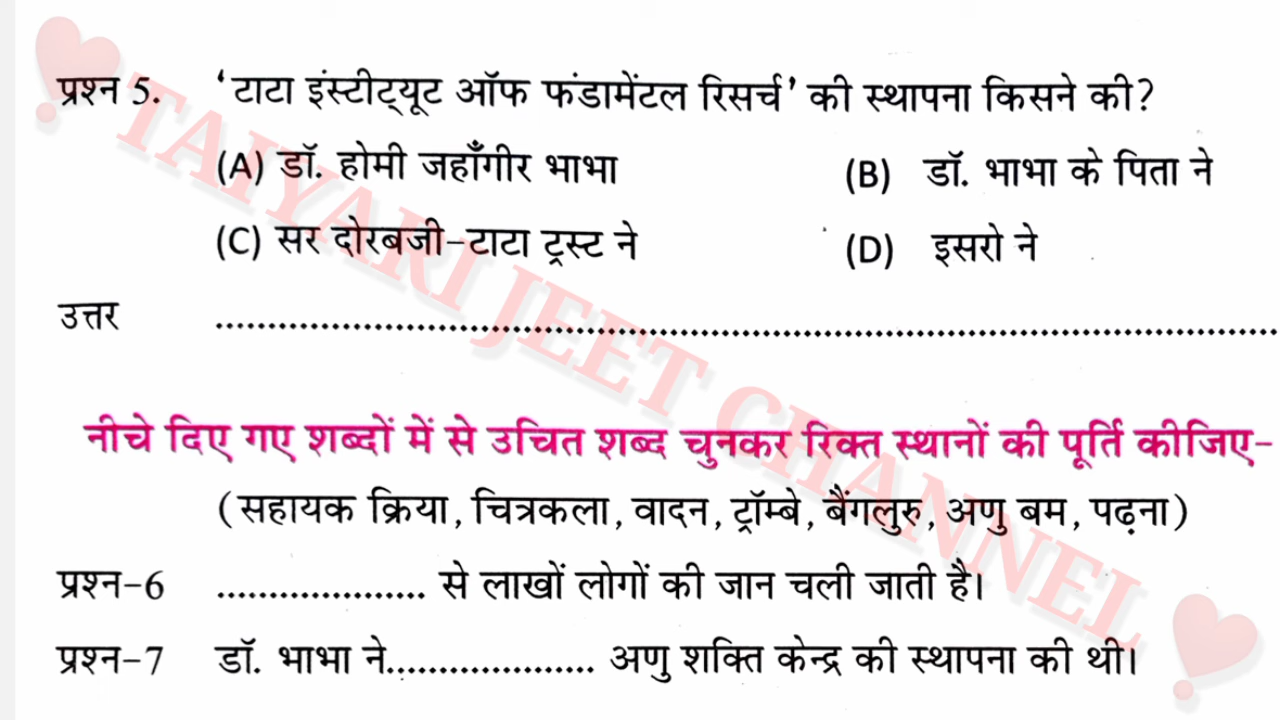 प्रश्न 5. 'टाटा इंस्टीट्यूट ऑफ फंडामेंटल रिसर्च' की स्थापना किसने की?
(A) डॉ. होमी जहाँगीर भाभा (B) डॉ. भाभा के पिता ने
(C) सर दोरबजी-टाटा ट्रस्ट ने (D) इसरो ने
उत्तर ................................................................................
नीचे दिए गए शब्दों में से उचित शब्द चुनकर रिक्त स्थानों की पूर्ति कीजिए-
(सहायक क्रिया, चित्रकला, वादन, ट्रॉम्बे, बैंगलुरु, अणु बम, पढ़ना)
प्रश्न-6 ..................... से लाखों लोगों की जान चली जाती है।
प्रश्न-7 डॉ. भाभा ने..................... अणु शक्ति केन्द्र की स्थापना की थी।
TAIYARI JEET CHANNEL